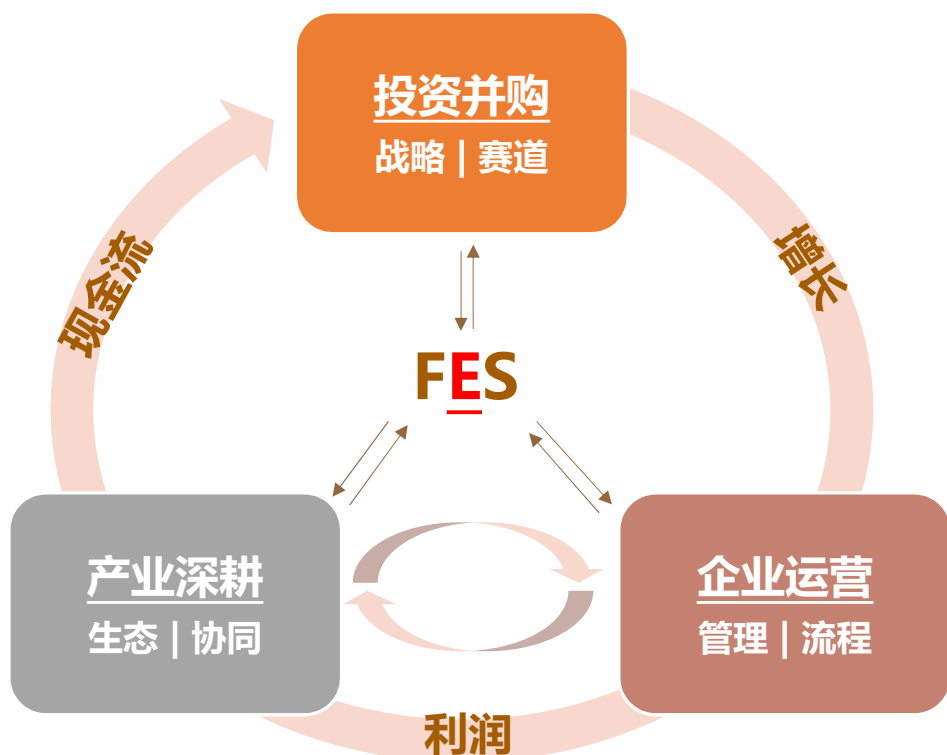 投资并购
战略 | 赛道
现金流
增长
FES
产业深耕
生态 | 协同
企业运营
管理 | 流程
利润